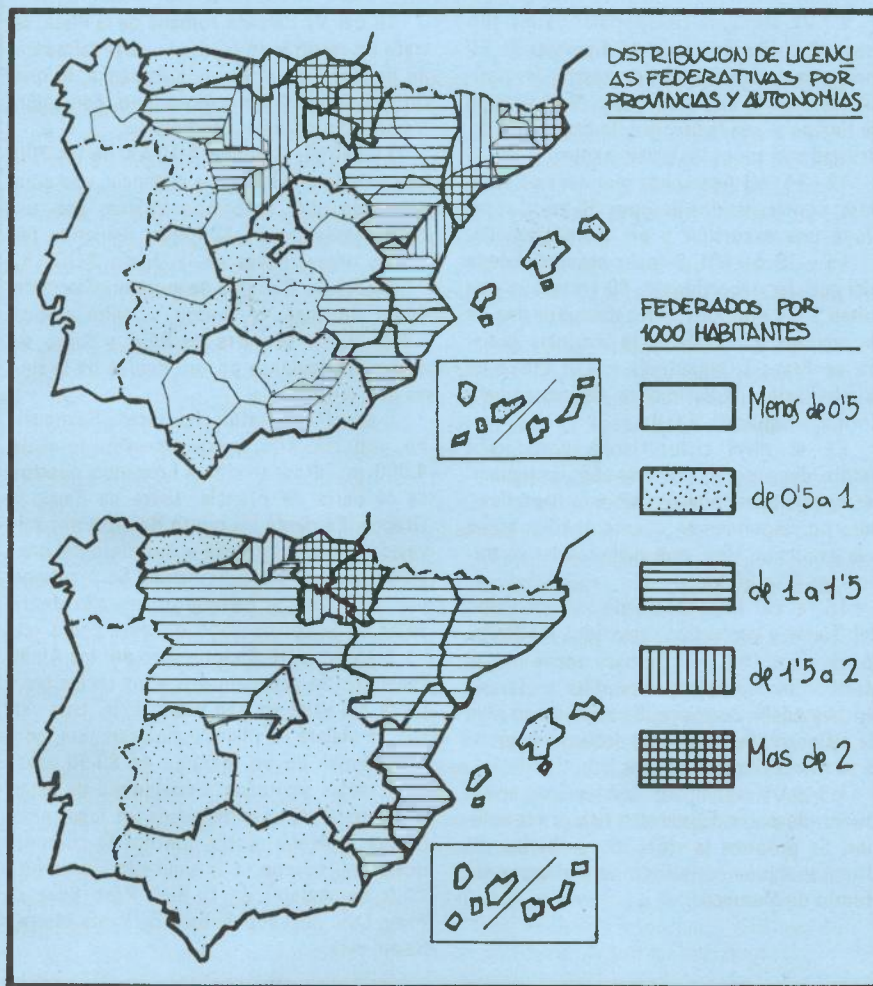 DISTRIBUCION DE LICENCI
AS FEDERATIVAS POR
PROVINCIAS Y AUTONOMIAS
FEDERADOS POR
1000 HABITANTES
Menos de 0'5
de 0'5 a 1
de 1 a 1'5
de 1'5 a 2
Mas de 2